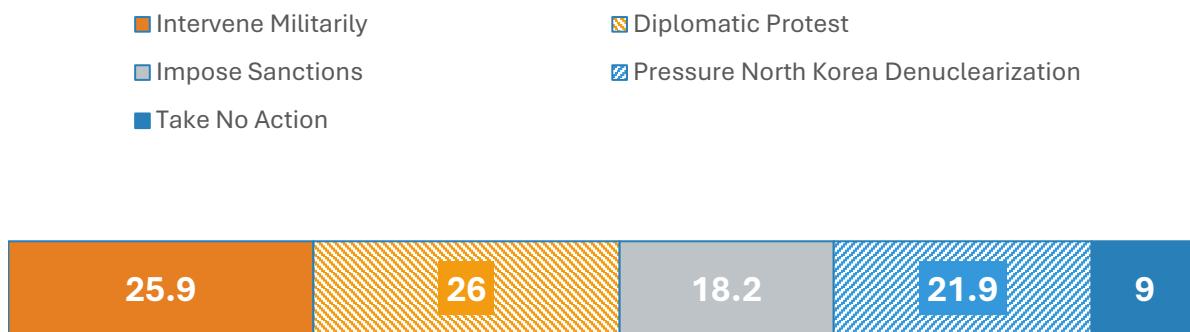 Intervene Militarily
Diplomatic Protest
Impose Sanctions
Pressure North Korea Denuclearization
Take No Action
25.9
26
18.2
21.9
9